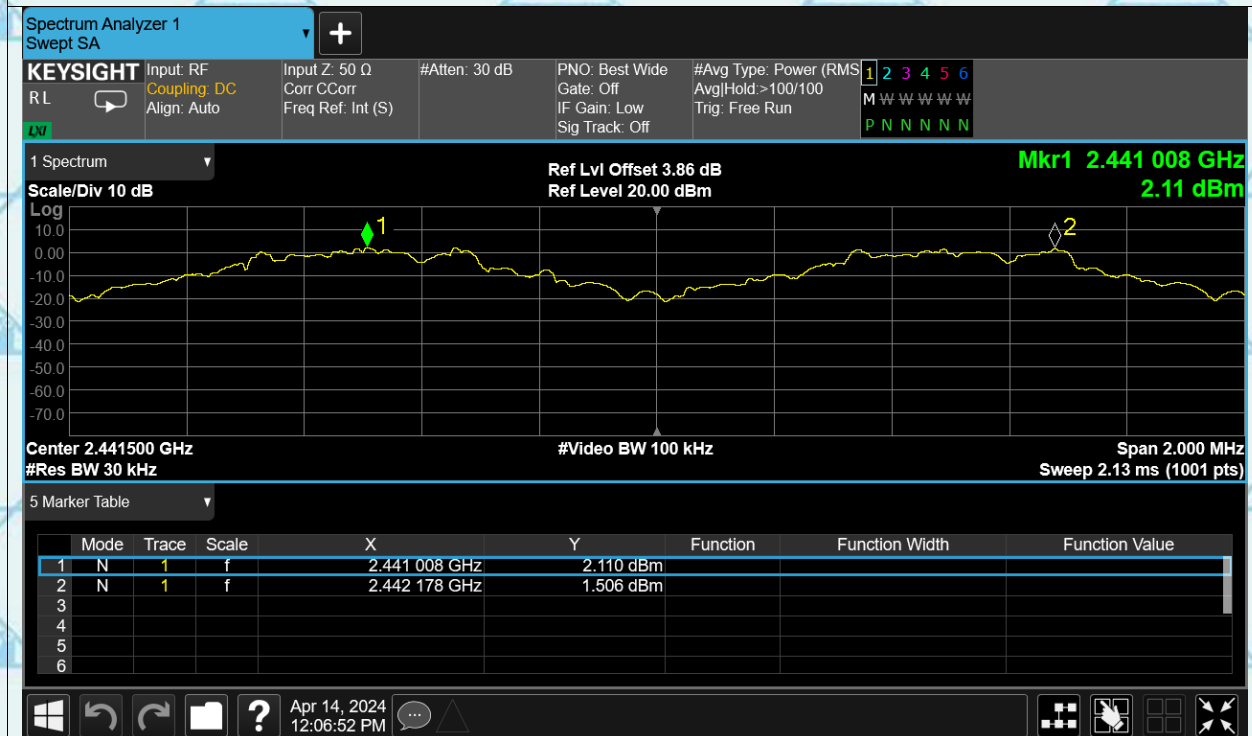 Spectrum Analyzer 1
Swept SA
KEYSIGHT
RL
LXI
Input: RF
Coupling: DC
Align: Auto
Input Z: 50 Ω
Corr CCorr
Freq Ref: Int (S)
#Atten: 30 dB
PNO: Best Wide
Gate: Off
IF Gain: Low
Sig Track: Off
#Avg Type: Power (RMS
Avg|Hold:>100/100
Trig: Free Run
1 2 3 4 5 6
M W W W W W
P N N N N N
1 Spectrum
Scale/Div 10 dB
Ref Lvl Offset 3.86 dB
Ref Level 20.00 dBm
Mkr1 2.441 008 GHz
2.11 dBm
Log
10.0
0.00
-10.0
-20.0
-30.0
-40.0
-50.0
-60.0
-70.0
1
2
Center 2.441500 GHz
#Res BW 30 kHz
#Video BW 100 kHz
Span 2.000 MHz
Sweep 2.13 ms (1001 pts)
5 Marker Table
Mode Trace Scale X Y Function Function Width Function Value
1 N 1 f 2.441 008 GHz 2.110 dBm
2 N 1 f 2.442 178 GHz 1.506 dBm
3
4
5
6
?
Apr 14, 2024
12:06:52 PM